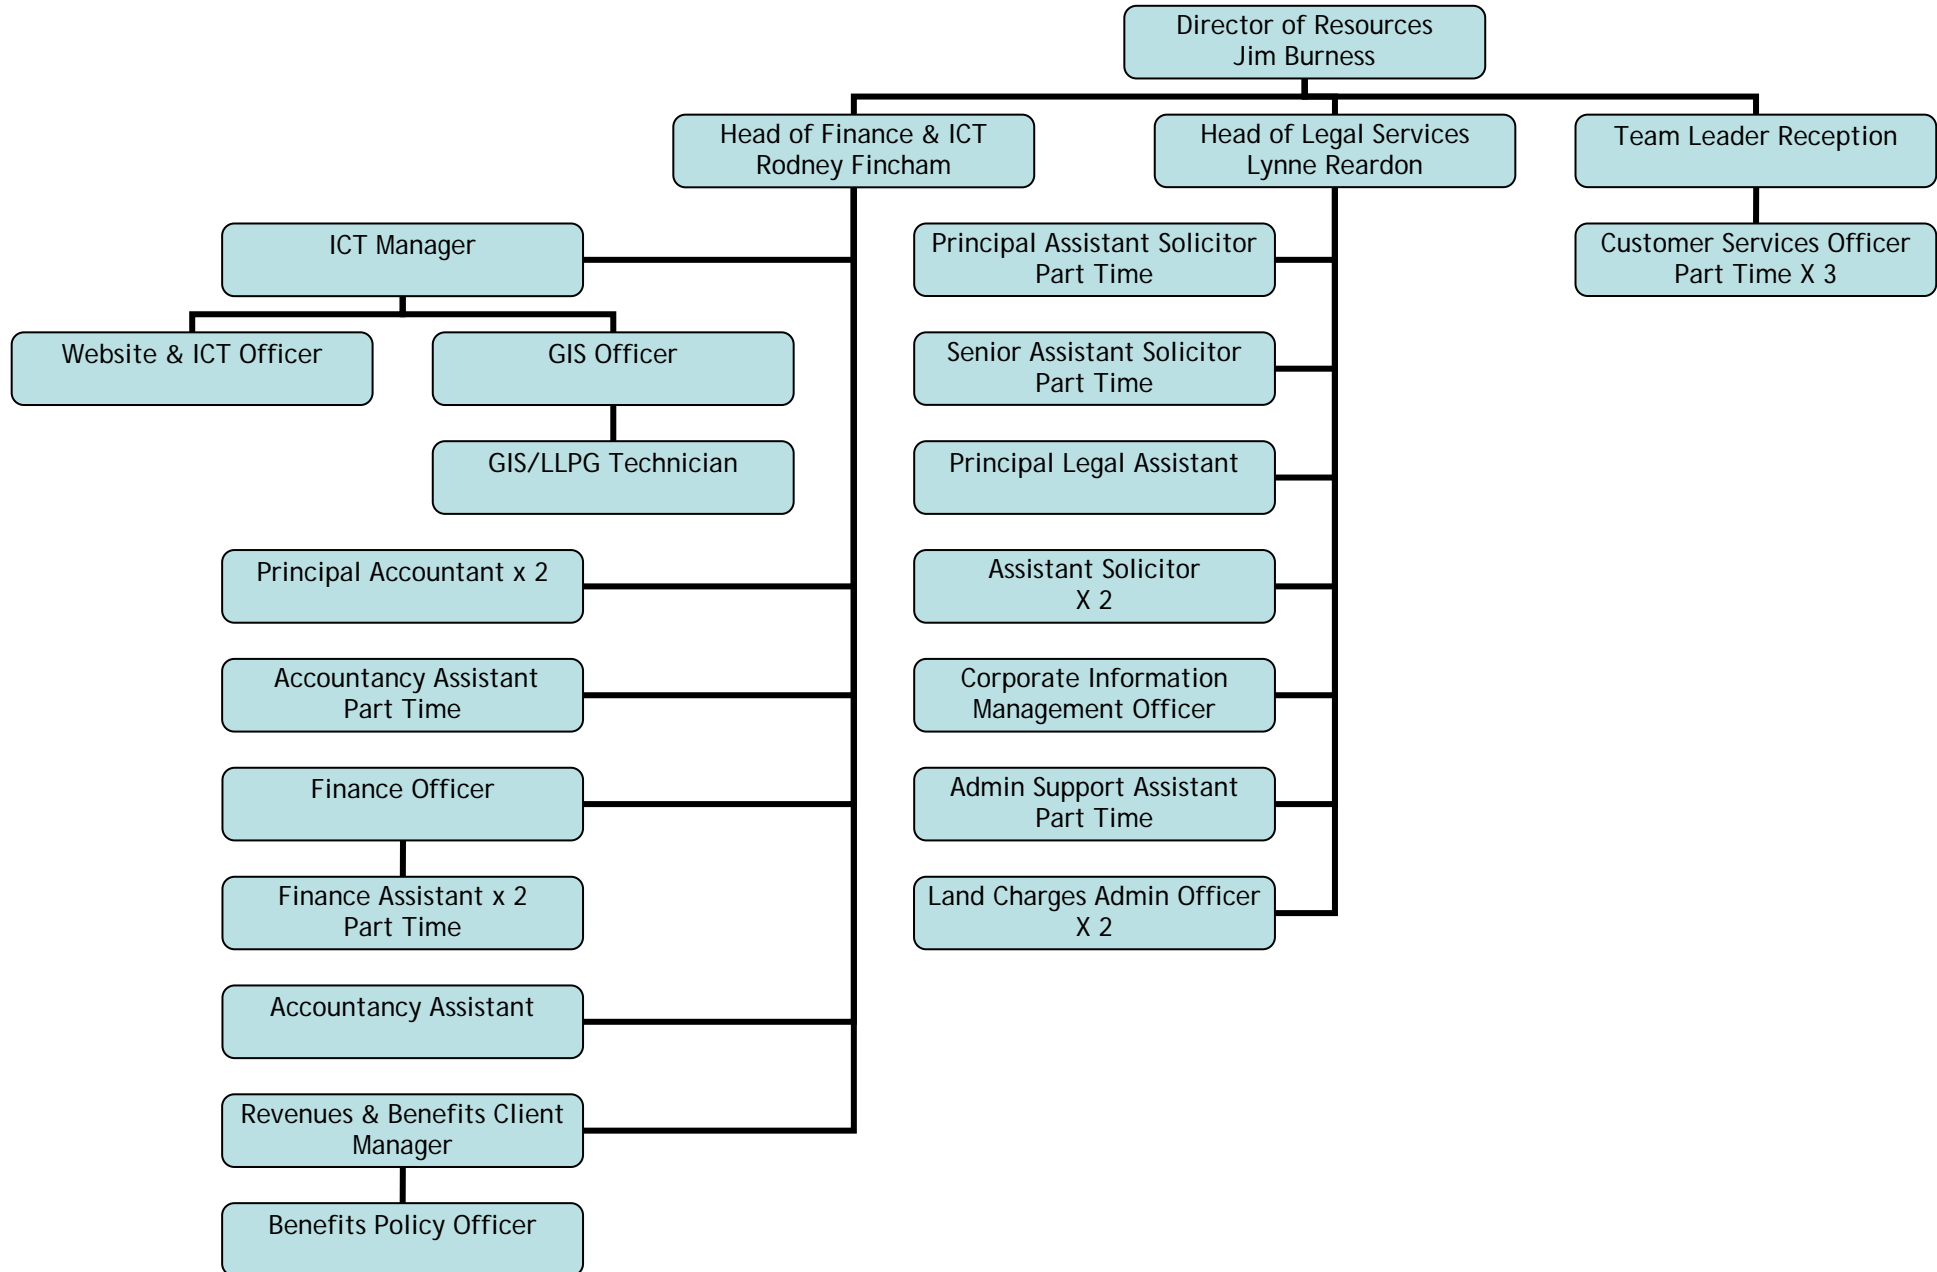 Director of Resources
Jim Burness
Head of Finance & ICT
Rodney Fincham
Head of Legal Services
Lynne Reardon
Team Leader Reception
ICT Manager
Principal Assistant Solicitor
Part Time
Customer Services Officer
Part Time X 3
Website & ICT Officer
GIS Officer
Senior Assistant Solicitor
Part Time
GIS/LLPG Technician
Principal Legal Assistant
Principal Accountant x 2
Assistant Solicitor
X 2
Accountancy Assistant
Part Time
Corporate Information
Management Officer
Finance Officer
Admin Support Assistant
Part Time
Finance Assistant x 2
Part Time
Land Charges Admin Officer
X 2
Accountancy Assistant
Revenues & Benefits Client
Manager
Benefits Policy Officer